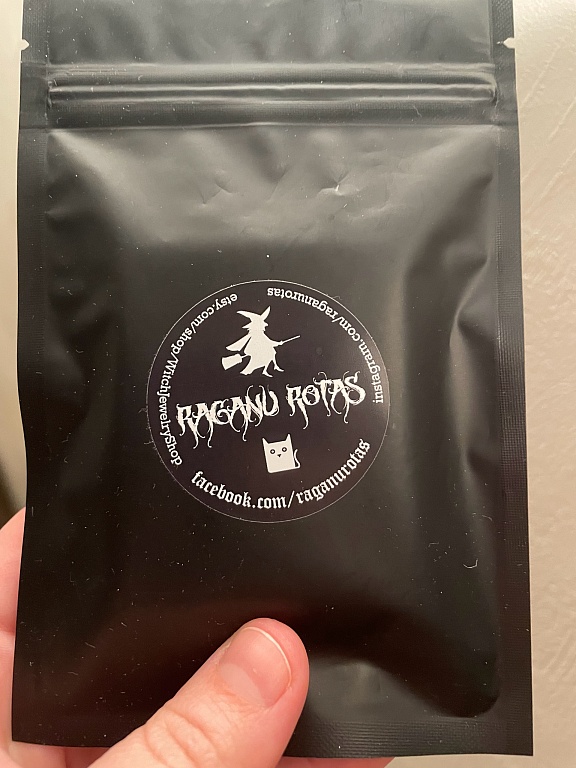 etsy.com/shop/WitchJewelryShop
instagram.com/raganurotas
RAGANU ROTAS
facebook.com/raganurotas